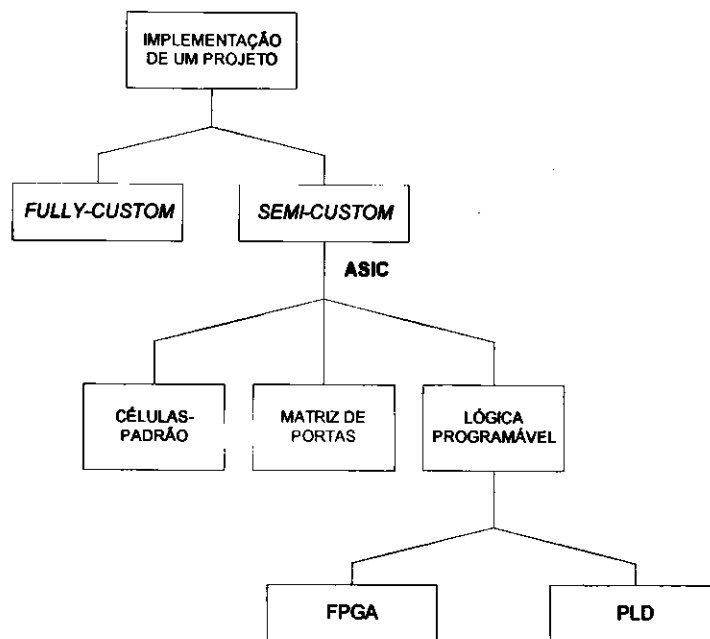 IMPLEMENTAÇÃO
DE UM PROJETO
FULLY-CUSTOM
SEMI-CUSTOM
ASIC
CÉLULAS-
PADRÃO
MATRIZ DE
PORTAS
LÓGICA
PROGRAMÁVEL
FPGA
PLD